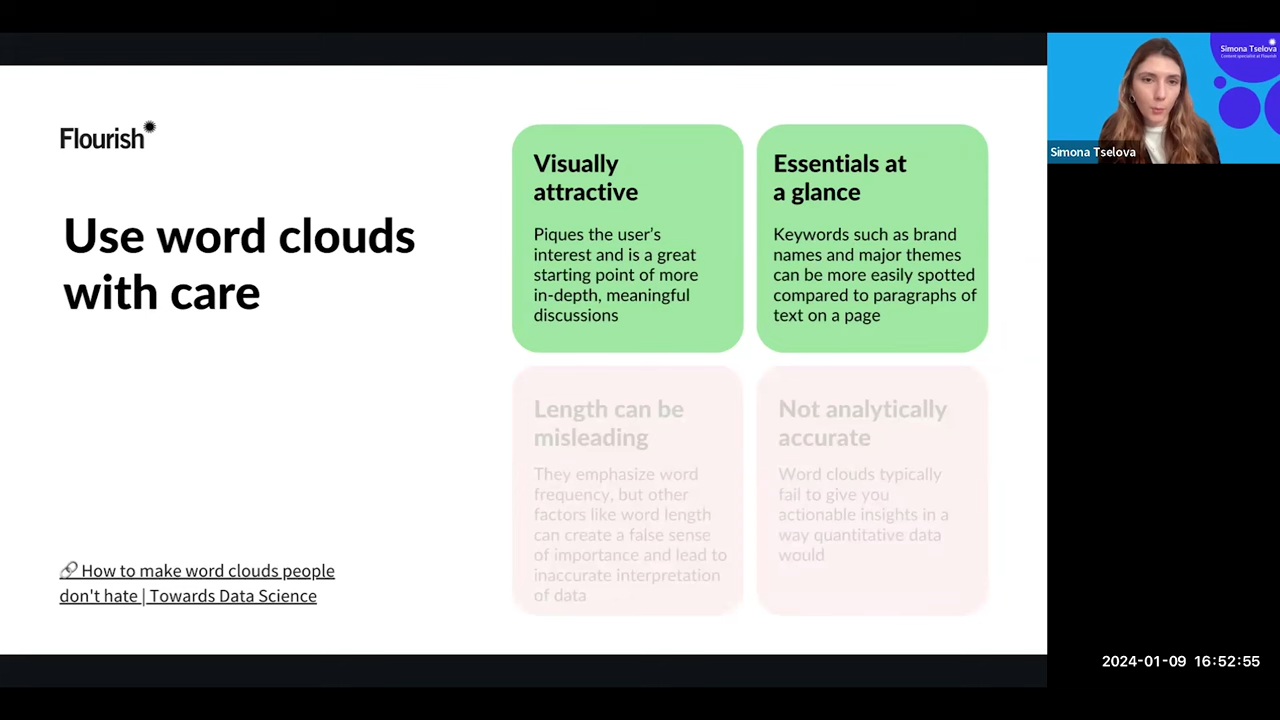 Flourish
Use word clouds
with care
How to make word clouds people
don't hate | Towards Data Science
Visually
attractive
Piques the user's
interest and is a great
starting point of more
in-depth, meaningful
discussions
Essentials at
a glance
Keywords such as brand
names and major themes
can be more easily spotted
compared to paragraphs of
text on a page
Length can be
misleading
They emphasize word
frequency, but other
factors like word length
can create a false sense
of importance and lead to
inaccurate interpretation
of data
Not analytically
accurate
Word clouds typically
fail to give you
actionable insights in a
way quantitative data
would
Simona Tselova
Content specialist at Flourish
Simona Tselova
2024-01-09 16:52:55